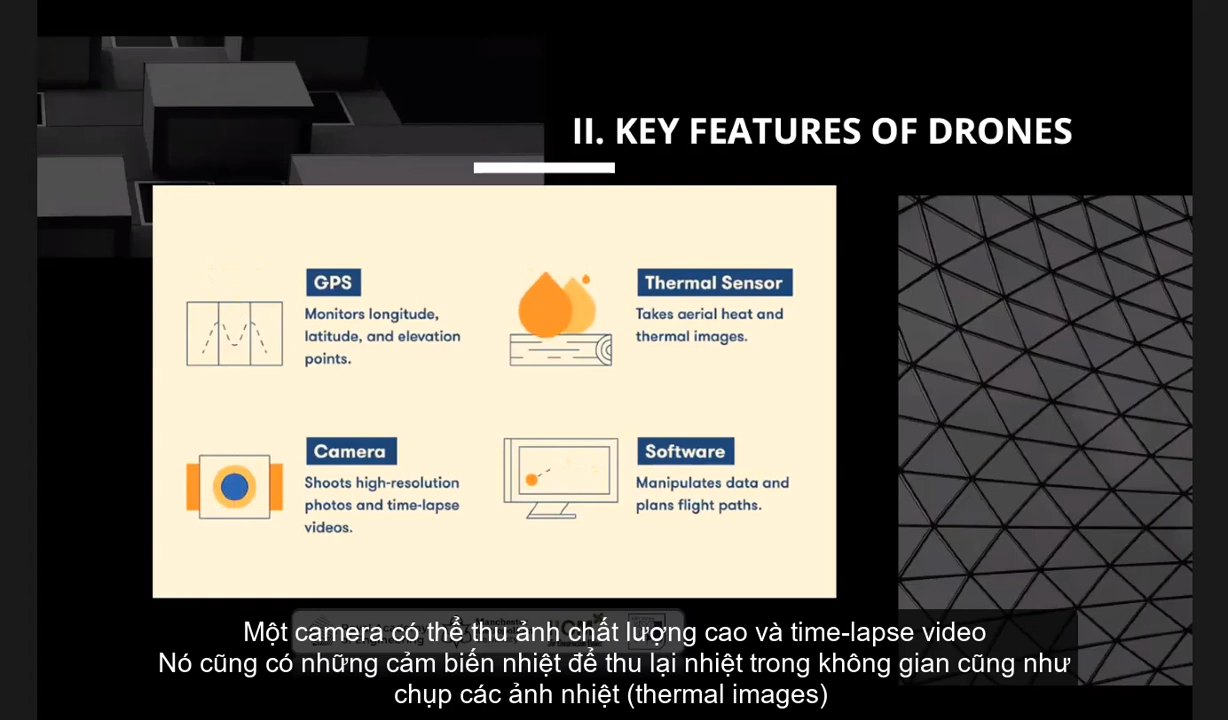 II. KEY FEATURES OF DRONES
GPS
Monitors longitude,
latitude, and elevation
points.
Thermal Sensor
Takes aerial heat and
thermal images.
Camera
Shoots high-resolution
photos and time-lapse
videos.
Software
Manipulates data and
plans flight paths.
Một camera có thể thu ảnh chất lượng cao và time-lapse video
Nó cũng có những cảm biến nhiệt để thu lại nhiệt trong không gian cũng như
chụp các ảnh nhiệt (thermal images)